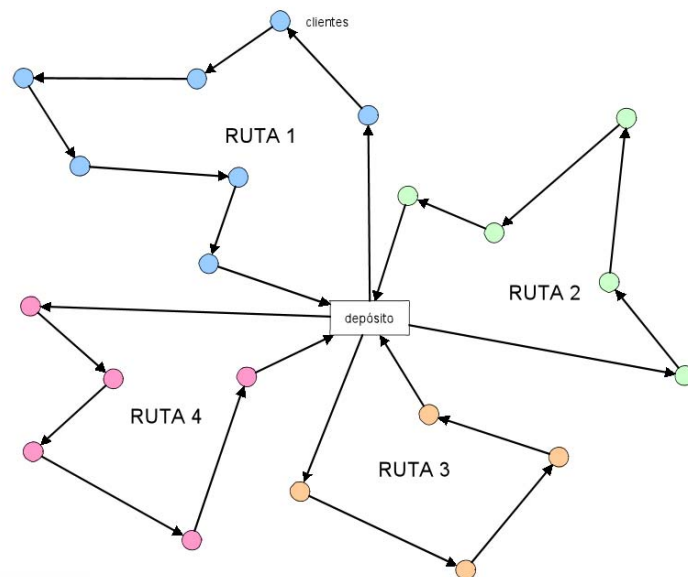 clientes
RUTA 1
RUTA 2
depósito
RUTA 4
RUTA 3